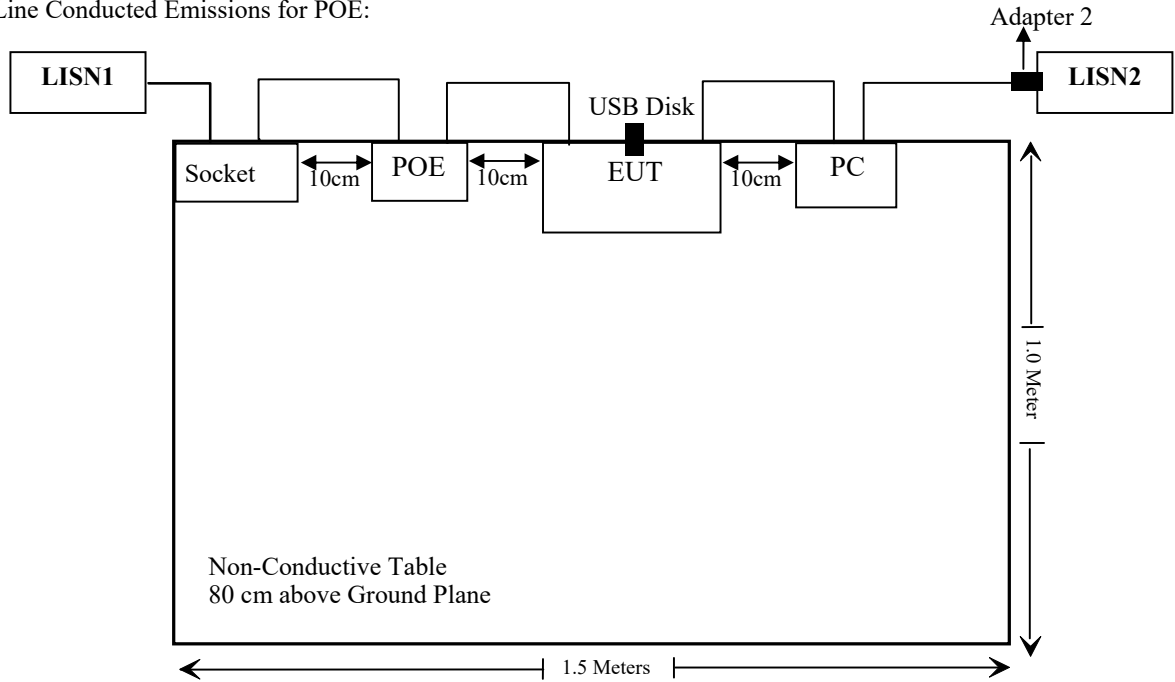 Line Conducted Emissions for POE:
Adapter 2
LISN1
LISN2
USB Disk
Socket
10cm
POE
10cm
EUT
10cm
PC
1.0 Meter
Non-Conductive Table
80 cm above Ground Plane
1.5 Meters